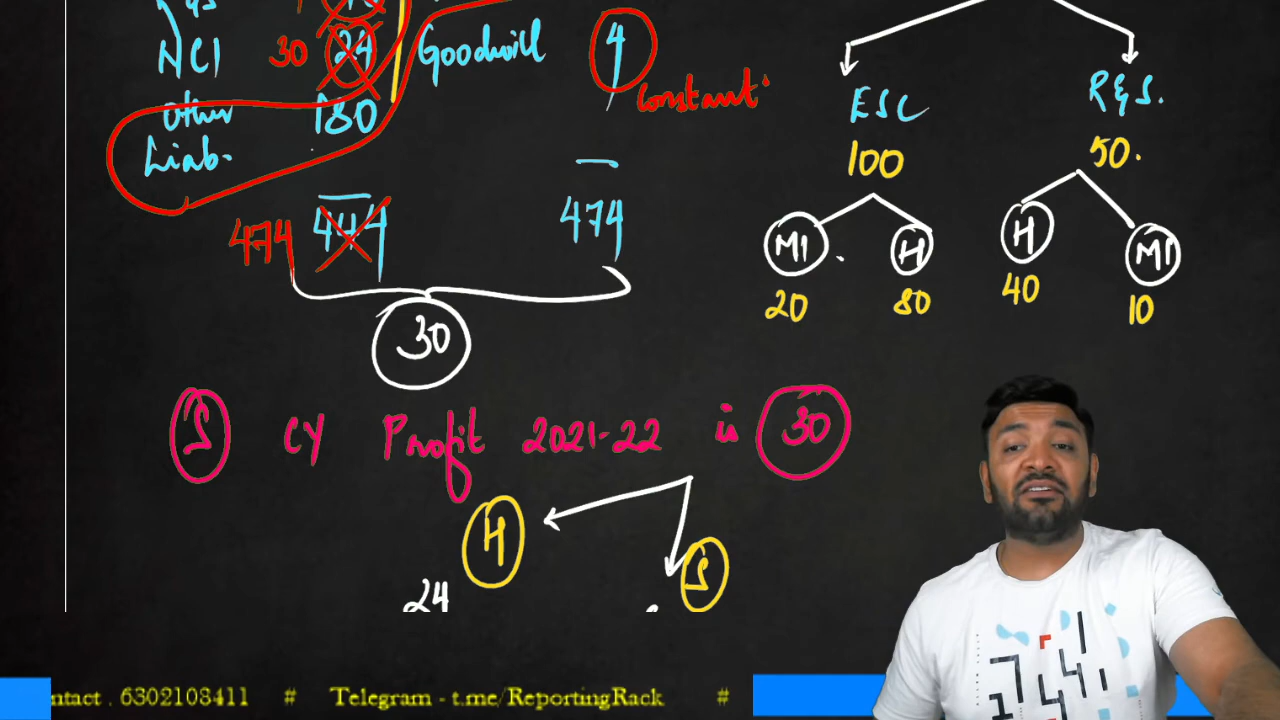 NCI 30 24 Goodwill 4
Constant
Other 180
Liab.
ESC R&S.
100 50.
474 444 474
MI H H MI
20 80 40 10
30
S CY Profit 2021-22 is 30
H
S
24
ntact . 6302108411 # Telegram - t.me/ReportingRack #